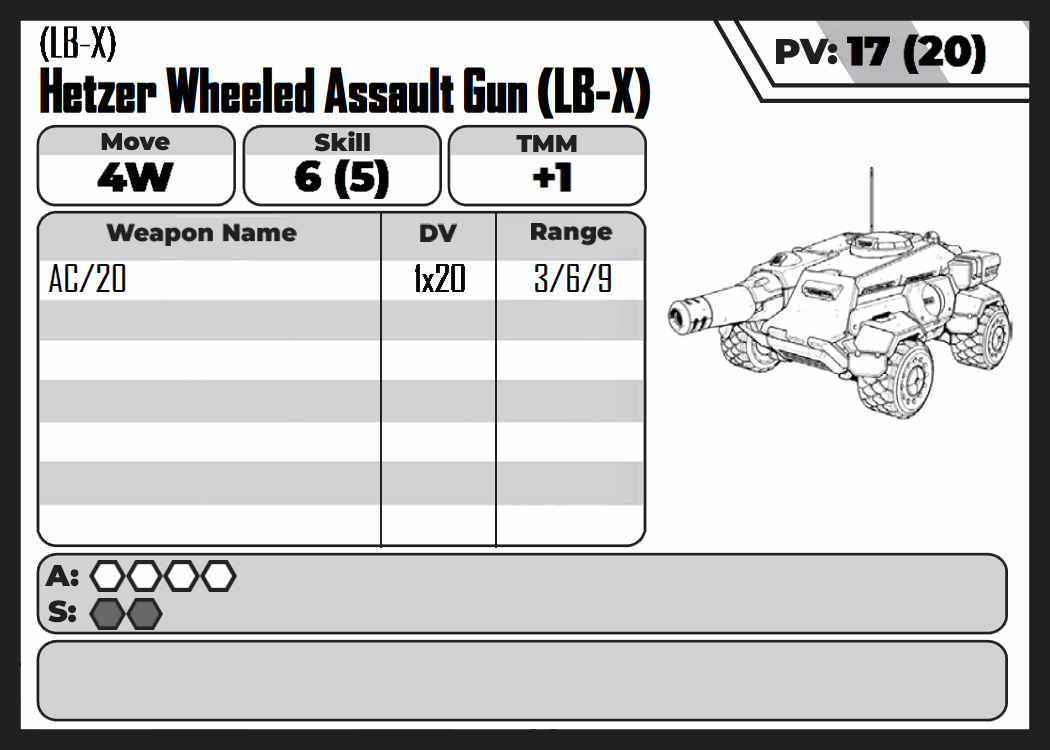 (LB-X)
Hetzer Wheeled Assault Gun (LB-X)
PV: 17 (20)
Move Skill TMM
4W 6 (5) +1
Weapon Name DV Range
AC/20 1x20 3/6/9
A:
S: